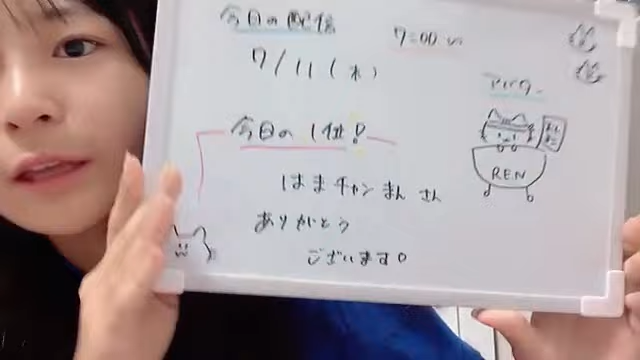 今日の配信
7:00〜
7/11(木)
アバター
今日の1位!
はまチャンまん さん
ありがとう
ございます!
REN